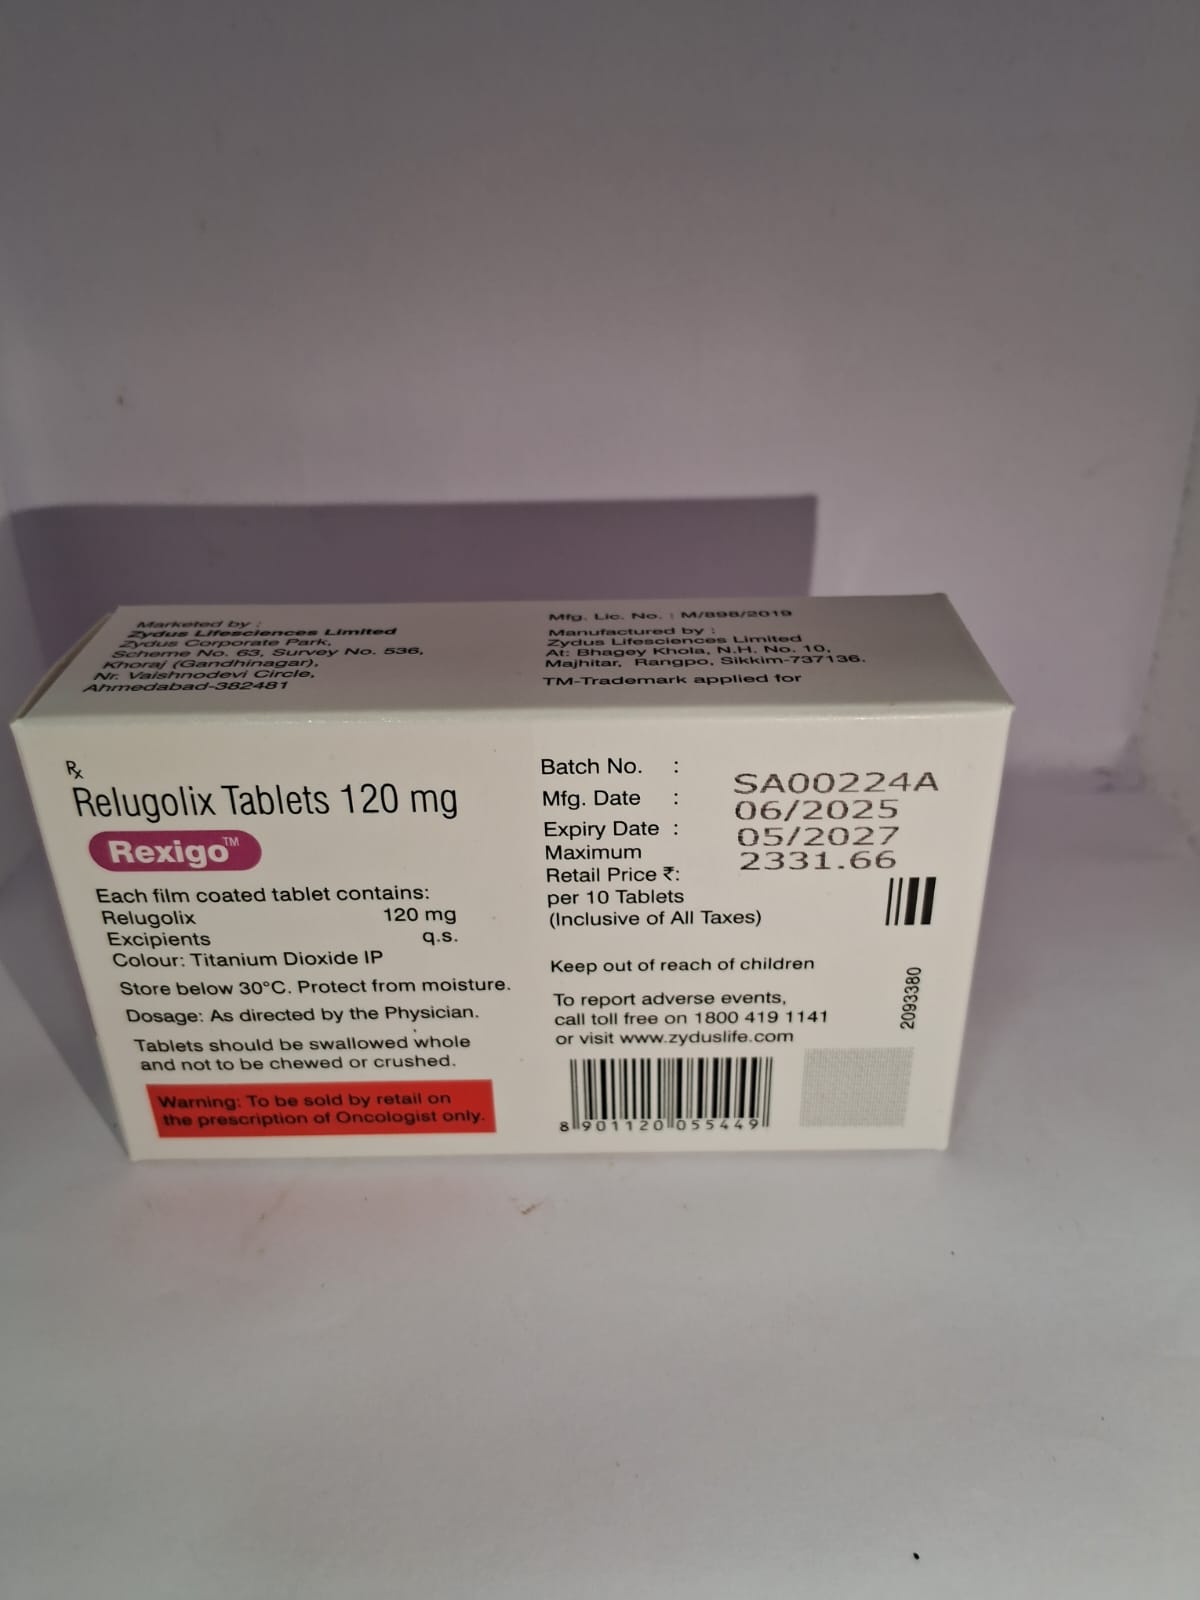 Marketed by :
Zydus Lifesciences Limited
Zydus Corporate Park,
Scheme No. 63, Survey No. 536,
Khoraj (Gandhinagar),
Nr. Vaishnodevi Circle,
Ahmedabad-382481
Mfg. Lic. No. : M/898/2019
Manufactured by :
Zydus Lifesciences Limited
At: Bhagey Khola, N.H. No. 10,
Majhitar, Rangpo, Sikkim-737136.
TM-Trademark applied for
Rx
Relugolix Tablets 120 mg
Rexigo™
Each film coated tablet contains:
Relugolix 120 mg
Excipients q.s.
Colour: Titanium Dioxide IP
Store below 30°C. Protect from moisture.
Dosage: As directed by the Physician.
Tablets should be swallowed whole
and not to be chewed or crushed.
Warning: To be sold by retail on
the prescription of Oncologist only.
Batch No. : SA00224A
Mfg. Date : 06/2025
Expiry Date : 05/2027
Maximum 2331.66
Retail Price ₹:
per 10 Tablets
(Inclusive of All Taxes)
Keep out of reach of children
To report adverse events,
call toll free on 1800 419 1141
or visit www.zyduslife.com
8 901120 055449
2093380